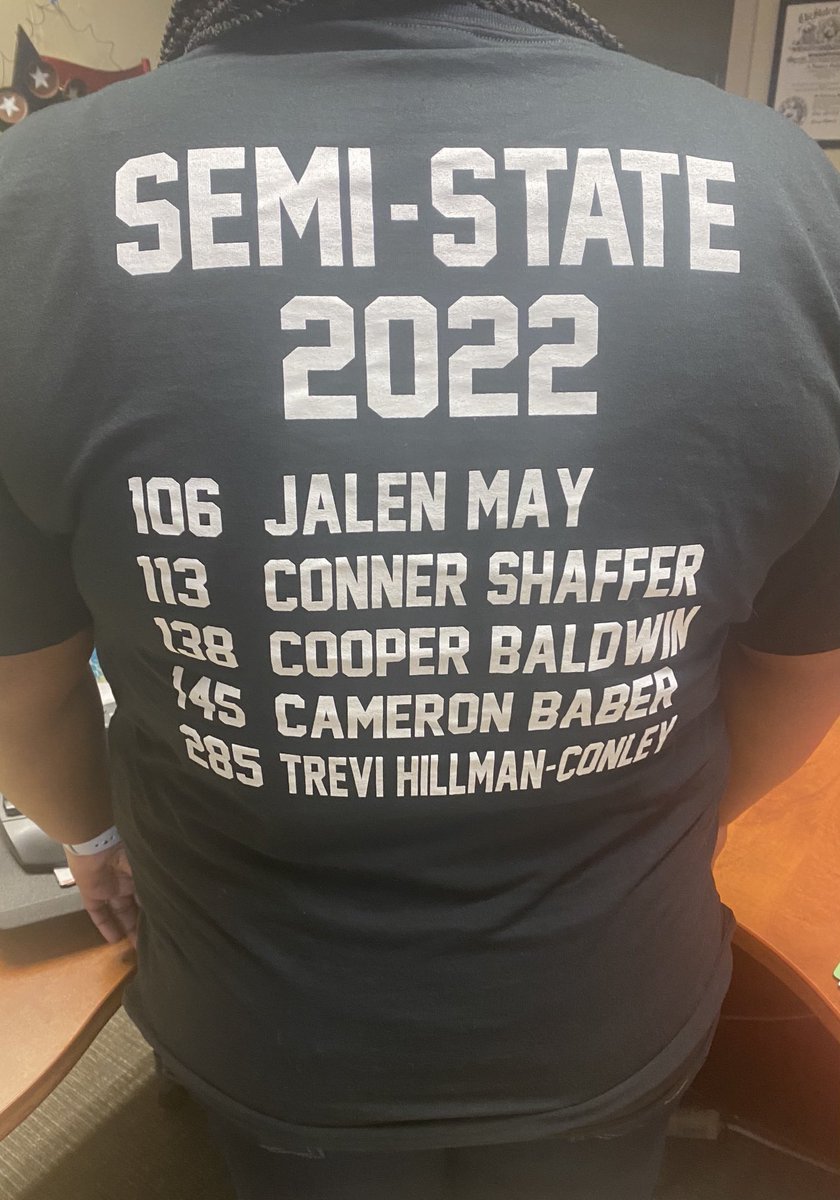 SEMI-STATE
2022
106 JALEN MAY
113 CONNER SHAFFER
138 COOPER BALDWIN
145 CAMERON BABER
285 TREVI HILLMAN-CONLEY